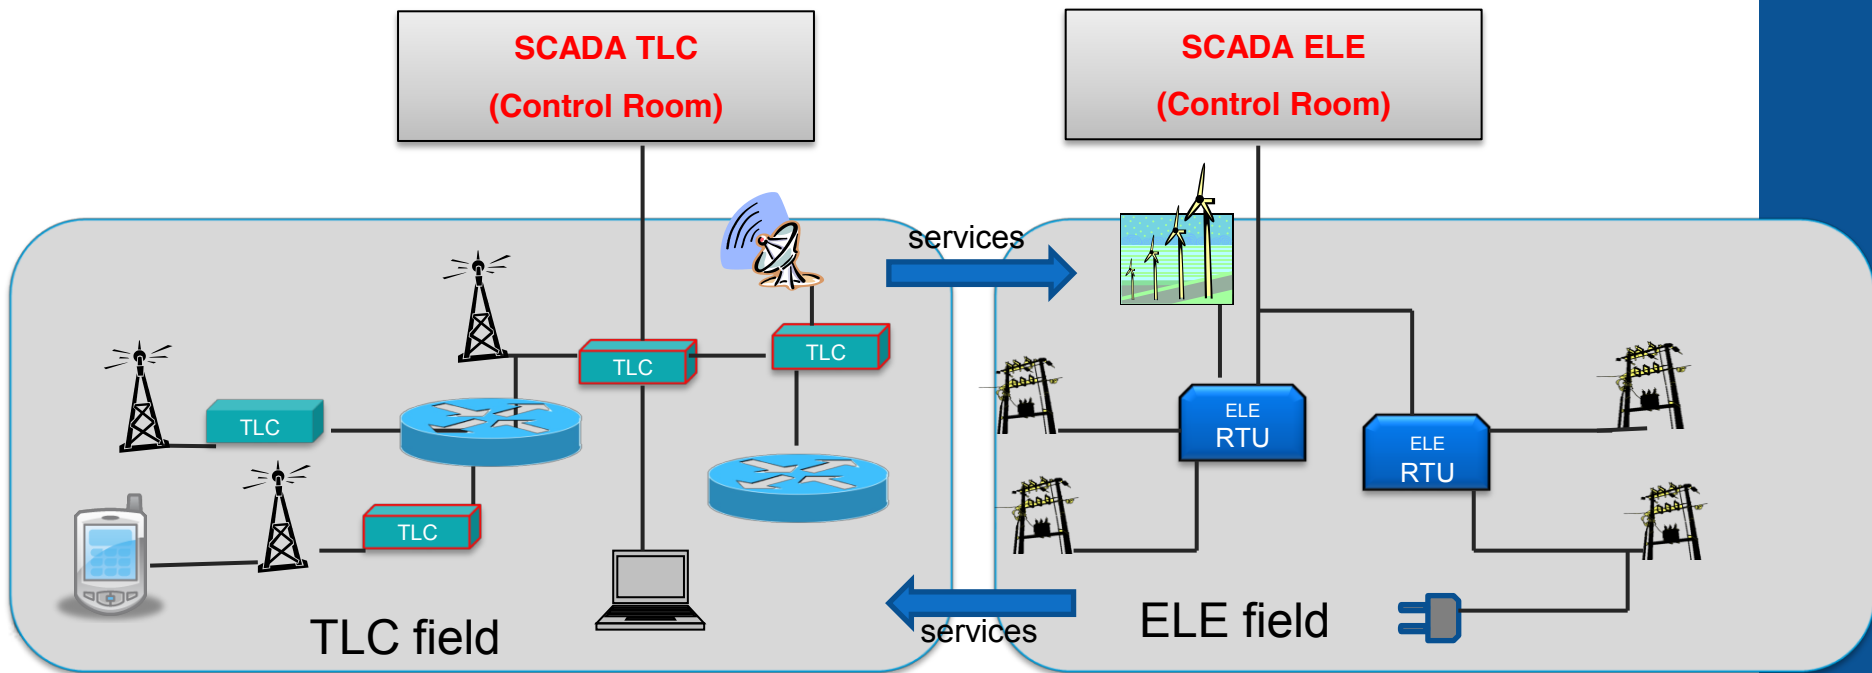 SCADA TLC
(Control Room)
SCADA ELE
(Control Room)
services
TLC
TLC
TLC
TLC
ELE
RTU
ELE
RTU
services
TLC field
ELE field